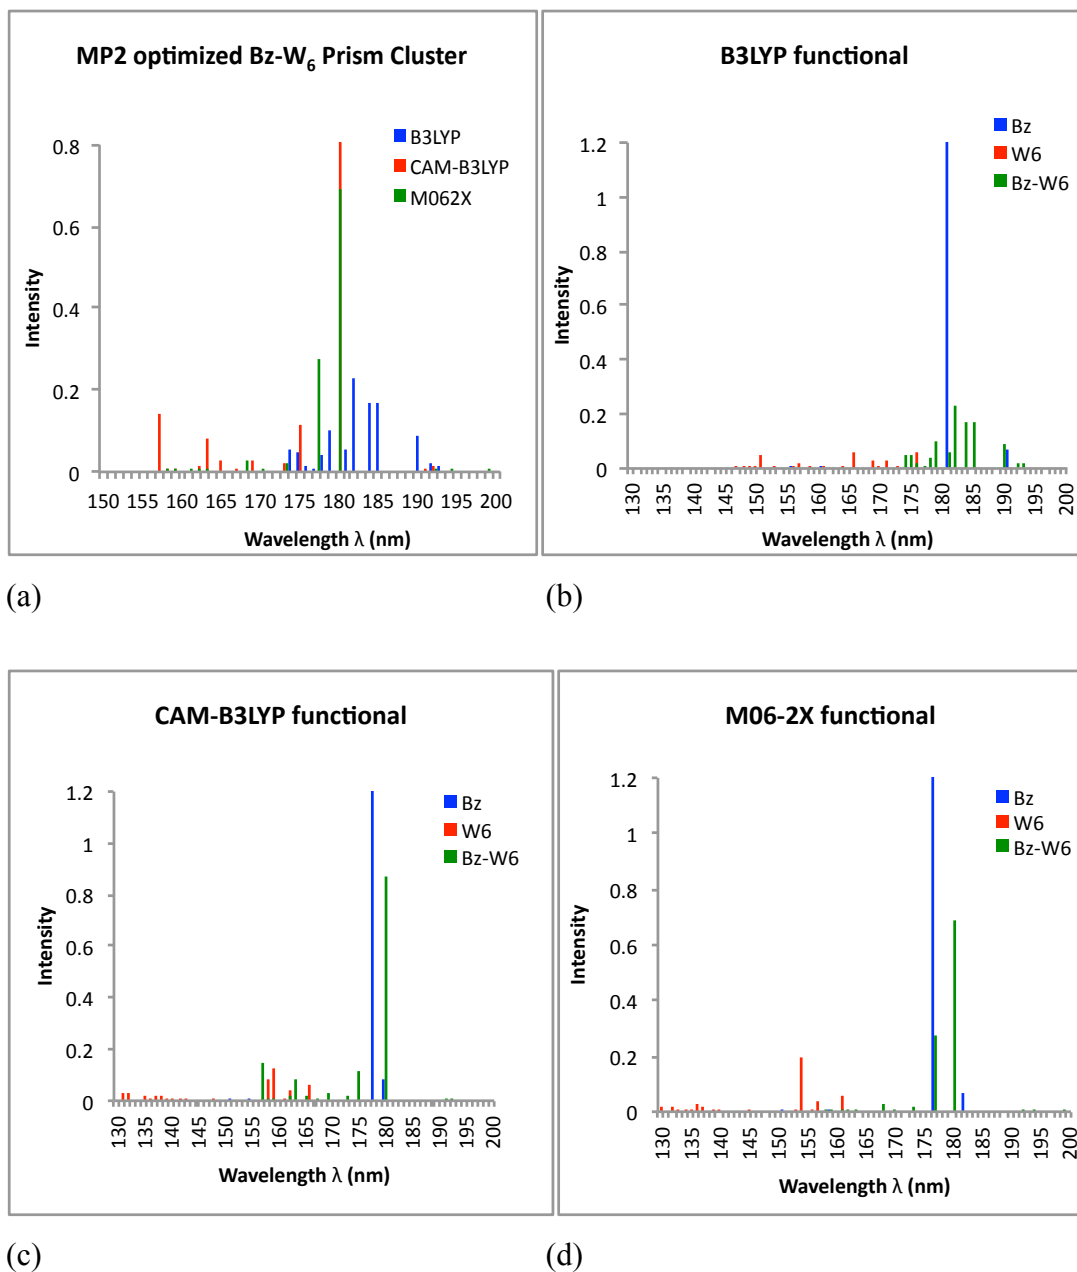 MP2 optimized Bz-W6 Prism Cluster
B3LYP
CAM-B3LYP
M062X
0.8
0.6
0.4
0.2
0
Intensity
150 155 160 165 170 175 180 185 190 195 200
Wavelength λ (nm)
(a)
B3LYP functional
Bz
W6
Bz-W6
1.2
1
0.8
0.6
0.4
0.2
0
Intensity
130 135 140 145 150 155 160 165 170 175 180 185 190 195 200
Wavelength λ (nm)
(b)
CAM-B3LYP functional
Bz
W6
Bz-W6
1.2
1
0.8
0.6
0.4
0.2
0
Intensity
130 135 140 145 150 155 160 165 170 175 180 185 190 195 200
Wavelength λ (nm)
(c)
M06-2X functional
Bz
W6
Bz-W6
1.2
1
0.8
0.6
0.4
0.2
0
Intensity
130 135 140 145 150 155 160 165 170 175 180 185 190 195 200
Wavelength λ (nm)
(d)